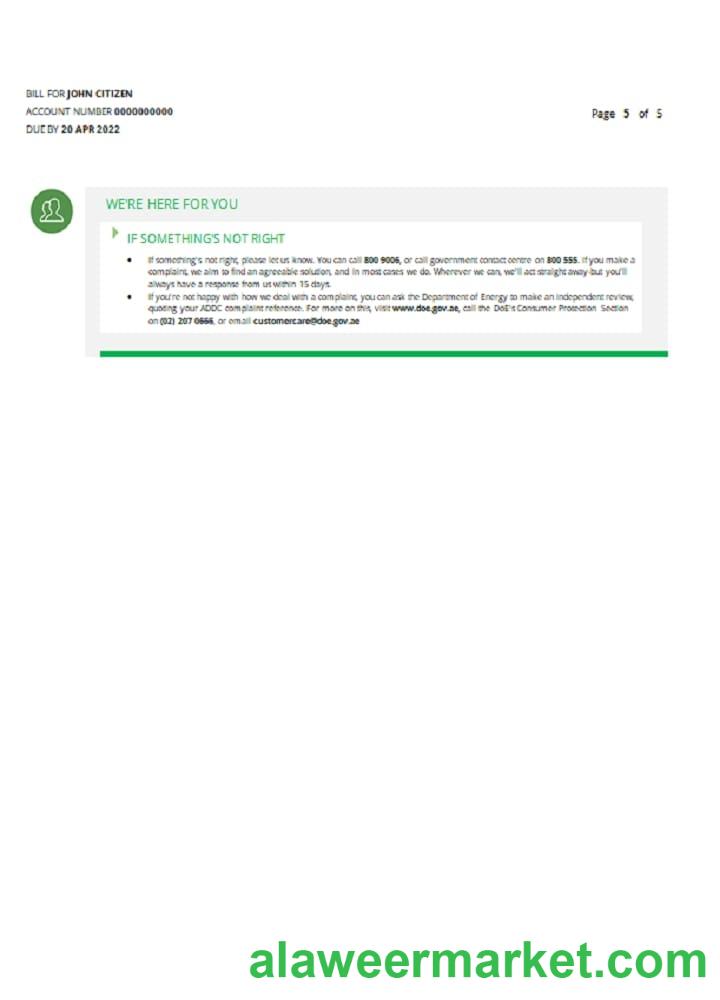 BILL FOR JOHN CITIZEN
ACCOUNT NUMBER 0000000000
Page 5 of 5
DUE BY 20 APR 2022
WE'RE HERE FOR YOU
IF SOMETHING'S NOT RIGHT
• If something's not right, please let us know. You can call 800 9006, or call government contact centre on 800 555. If you make a
complaint, we aim to find an agreeable solution, and in most cases we do. Wherever we can, we'll act straight away-but you'll
always have a response from us within 15 days.
• If you're not happy with how we deal with a complaint, you can ask the Department of Energy to make an independent review,
quoting your ADDC complaint reference. For more on this, visit www.doe.gov.ae, call the DoE's Consumer Protection Section
on (02) 207 0666, or email customercare@doe.gov.ae
alaweermarket.com